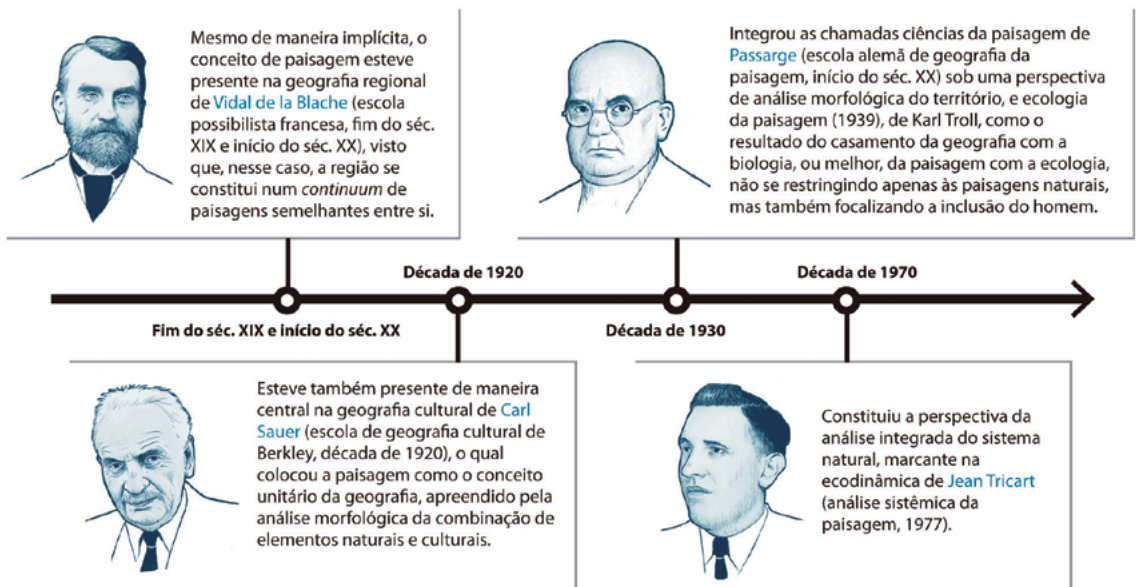 Mesmo de maneira implícita, o
conceito de paisagem esteve
presente na geografia regional
de Vidal de la Blache (escola
possibilista francesa, fim do séc.
XIX e início do séc. XX), visto
que, nesse caso, a região se
constitui num continuum de
paisagens semelhantes entre si.
Integrou as chamadas ciências da paisagem de
Passarge (escola alemã de geografia da
paisagem, início do séc. XX) sob uma perspectiva
de análise morfológica do território, e ecologia
da paisagem (1939), de Karl Troll, como o
resultado do casamento da geografia com a
biologia, ou melhor, da paisagem com a ecologia,
não se restringindo apenas às paisagens naturais,
mas também focalizando a inclusão do homem.
Década de 1920
Década de 1970
Fim do séc. XIX e início do séc. XX
Década de 1930
Esteve também presente de maneira
central na geografia cultural de Carl
Sauer (escola de geografia cultural de
Berkley, década de 1920), o qual
colocou a paisagem como o conceito
unitário da geografia, apreendido pela
análise morfológica da combinação de
elementos naturais e culturais.
Constituiu a perspectiva da
análise integrada do sistema
natural, marcante na
ecodinâmica de Jean Tricart
(análise sistêmica da
paisagem, 1977).